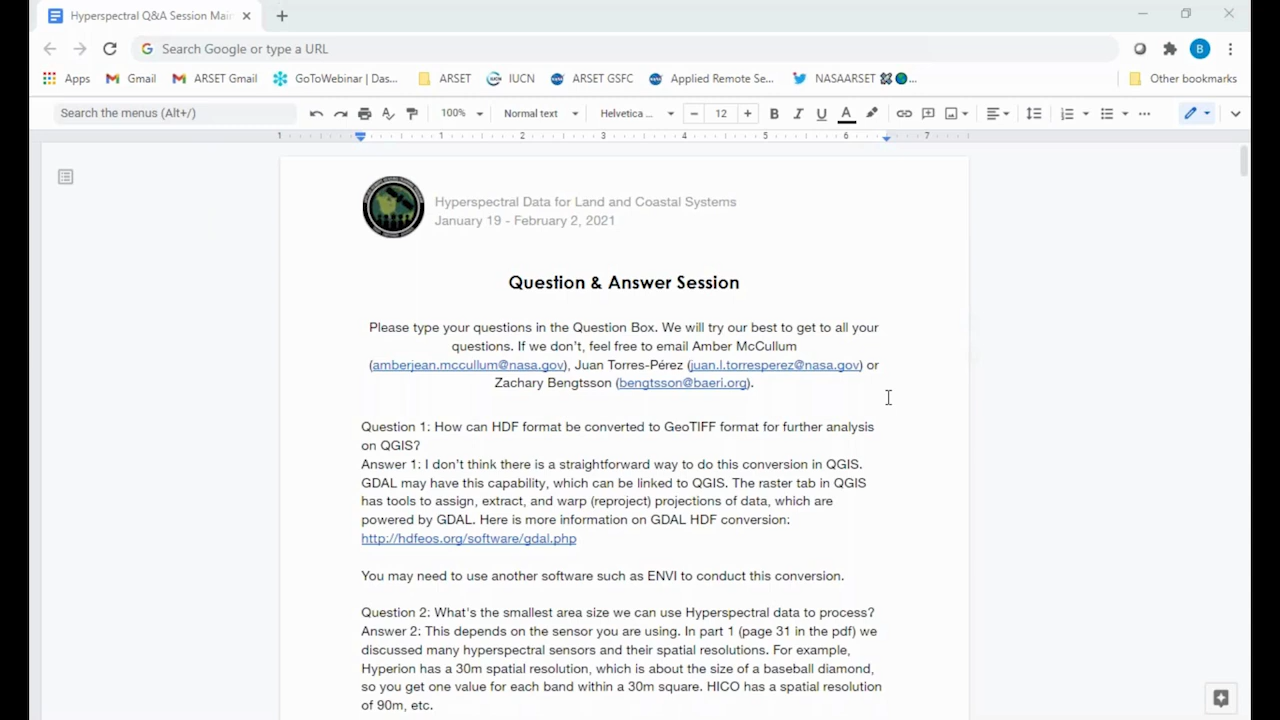 Hyperspectral Q&A Session Main
Search Google or type a URL
B
Apps
Gmail
ARSET Gmail
GoToWebinar | Das...
ARSET
IUCN
ARSET GSFC
Applied Remote Se...
NASAARSET
...
Other bookmarks
Search the menus (Alt+/)
100%
Normal text
Helvetica ...
12
B I U A
1 1 2 3 4 5 6 7
Hyperspectral Data for Land and Coastal Systems
January 19 - February 2, 2021
Question & Answer Session
Please type your questions in the Question Box. We will try our best to get to all your
questions. If we don't, feel free to email Amber McCullum
(amberjean.mccullum@nasa.gov), Juan Torres-Pérez (juan.l.torresperez@nasa.gov) or
Zachary Bengtsson (bengtsson@baeri.org).
Question 1: How can HDF format be converted to GeoTIFF format for further analysis
on QGIS?
Answer 1: I don't think there is a straightforward way to do this conversion in QGIS.
GDAL may have this capability, which can be linked to QGIS. The raster tab in QGIS
has tools to assign, extract, and warp (reproject) projections of data, which are
powered by GDAL. Here is more information on GDAL HDF conversion:
http://hdfeos.org/software/gdal.php
You may need to use another software such as ENVI to conduct this conversion.
Question 2: What's the smallest area size we can use Hyperspectral data to process?
Answer 2: This depends on the sensor you are using. In part 1 (page 31 in the pdf) we
discussed many hyperspectral sensors and their spatial resolutions. For example,
Hyperion has a 30m spatial resolution, which is about the size of a baseball diamond,
so you get one value for each band within a 30m square. HICO has a spatial resolution
of 90m, etc.